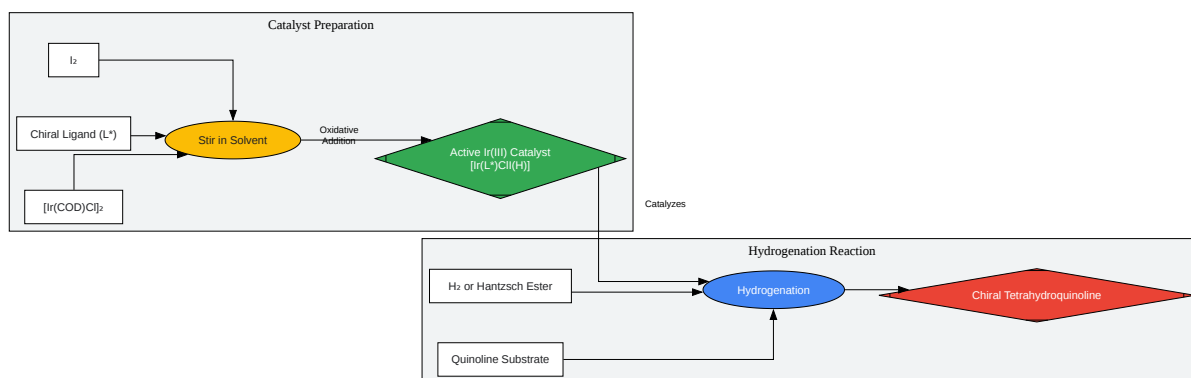 Catalyst Preparation
I₂
Chiral Ligand (L*)
[Ir(COD)Cl]₂
Stir in Solvent
Oxidative
Addition
Active Ir(III) Catalyst
[Ir(L*)ClI(H)]
Catalyzes
Hydrogenation Reaction
H₂ or Hantzsch Ester
Quinoline Substrate
Hydrogenation
Chiral Tetrahydroquinoline